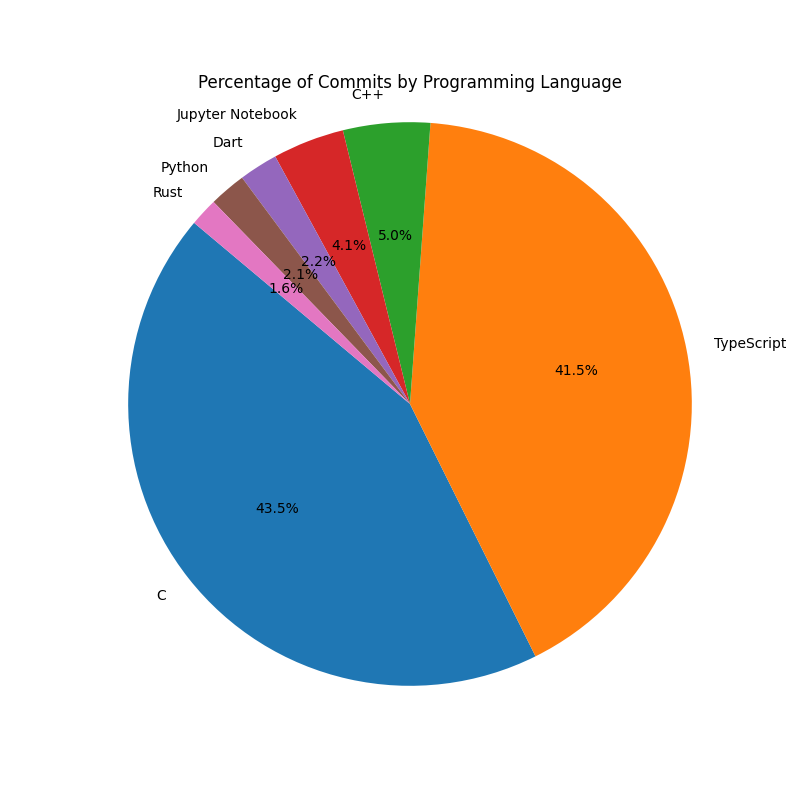 Percentage of Commits by Programming Language
C++
Jupyter Notebook
Dart
Python
Rust
5.0%
4.1%
2.2%
2.1%
1.6%
TypeScript
41.5%
43.5%
C